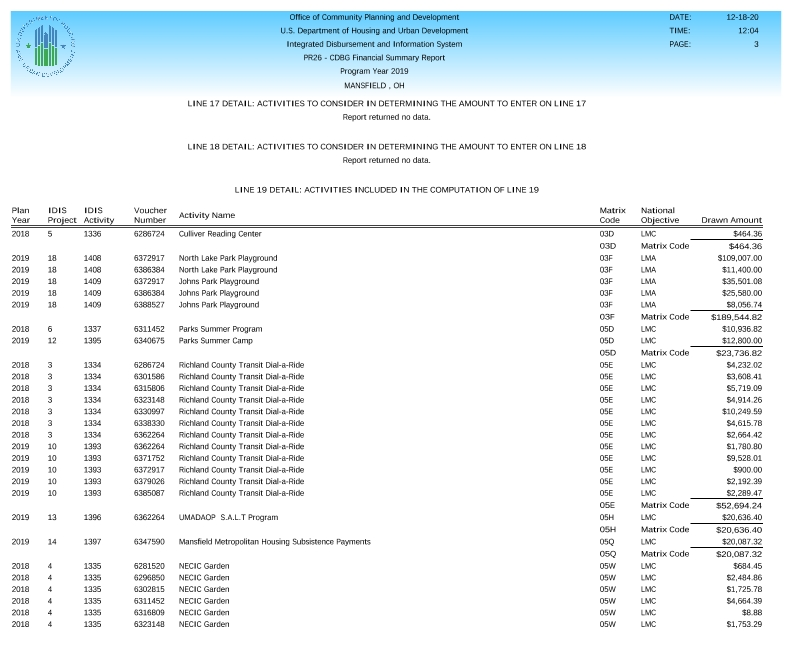 Office of Community Planning and Development DATE: 12-18-20
U.S. Department of Housing and Urban Development TIME: 12:04
Integrated Disbursement and Information System PAGE: 3
PR26 - CDBG Financial Summary Report
Program Year 2019
MANSFIELD , OH
LINE 17 DETAIL: ACTIVITIES TO CONSIDER IN DETERMINING THE AMOUNT TO ENTER ON LINE 17
Report returned no data.
LINE 18 DETAIL: ACTIVITIES TO CONSIDER IN DETERMINING THE AMOUNT TO ENTER ON LINE 18
Report returned no data.
LINE 19 DETAIL: ACTIVITIES INCLUDED IN THE COMPUTATION OF LINE 19
Plan IDIS IDIS Voucher Activity Name Matrix National
Year Project Activity Number Code Objective Drawn Amount
2018 5 1336 6286724 Culliver Reading Center 03D LMC $464.36
03D Matrix Code $464.36
2019 18 1408 6372917 North Lake Park Playground 03F LMA $109,007.00
2019 18 1408 6386384 North Lake Park Playground 03F LMA $11,400.00
2019 18 1409 6372917 Johns Park Playground 03F LMA $35,501.08
2019 18 1409 6386384 Johns Park Playground 03F LMA $25,580.00
2019 18 1409 6388527 Johns Park Playground 03F LMA $8,056.74
03F Matrix Code $189,544.82
2018 6 1337 6311452 Parks Summer Program 05D LMC $10,936.82
2019 12 1395 6340675 Parks Summer Camp 05D LMC $12,800.00
05D Matrix Code $23,736.82
2018 3 1334 6286724 Richland County Transit Dial-a-Ride 05E LMC $4,232.02
2018 3 1334 6301586 Richland County Transit Dial-a-Ride 05E LMC $3,608.41
2018 3 1334 6315806 Richland County Transit Dial-a-Ride 05E LMC $5,719.09
2018 3 1334 6323148 Richland County Transit Dial-a-Ride 05E LMC $4,914.26
2018 3 1334 6330997 Richland County Transit Dial-a-Ride 05E LMC $10,249.59
2018 3 1334 6338330 Richland County Transit Dial-a-Ride 05E LMC $4,615.78
2018 3 1334 6362264 Richland County Transit Dial-a-Ride 05E LMC $2,664.42
2019 10 1393 6362264 Richland County Transit Dial-a-Ride 05E LMC $1,780.80
2019 10 1393 6371752 Richland County Transit Dial-a-Ride 05E LMC $9,528.01
2019 10 1393 6372917 Richland County Transit Dial-a-Ride 05E LMC $900.00
2019 10 1393 6379026 Richland County Transit Dial-a-Ride 05E LMC $2,192.39
2019 10 1393 6385087 Richland County Transit Dial-a-Ride 05E LMC $2,289.47
05E Matrix Code $52,694.24
2019 13 1396 6362264 UMADAOP S.A.L.T Program 05H LMC $20,636.40
05H Matrix Code $20,636.40
2019 14 1397 6347590 Mansfield Metropolitan Housing Subsistence Payments 05Q LMC $20,087.32
05Q Matrix Code $20,087.32
2018 4 1335 6281520 NECIC Garden 05W LMC $684.45
2018 4 1335 6296850 NECIC Garden 05W LMC $2,484.86
2018 4 1335 6302815 NECIC Garden 05W LMC $1,725.78
2018 4 1335 6311452 NECIC Garden 05W LMC $4,664.39
2018 4 1335 6316809 NECIC Garden 05W LMC $8.88
2018 4 1335 6323148 NECIC Garden 05W LMC $1,753.29